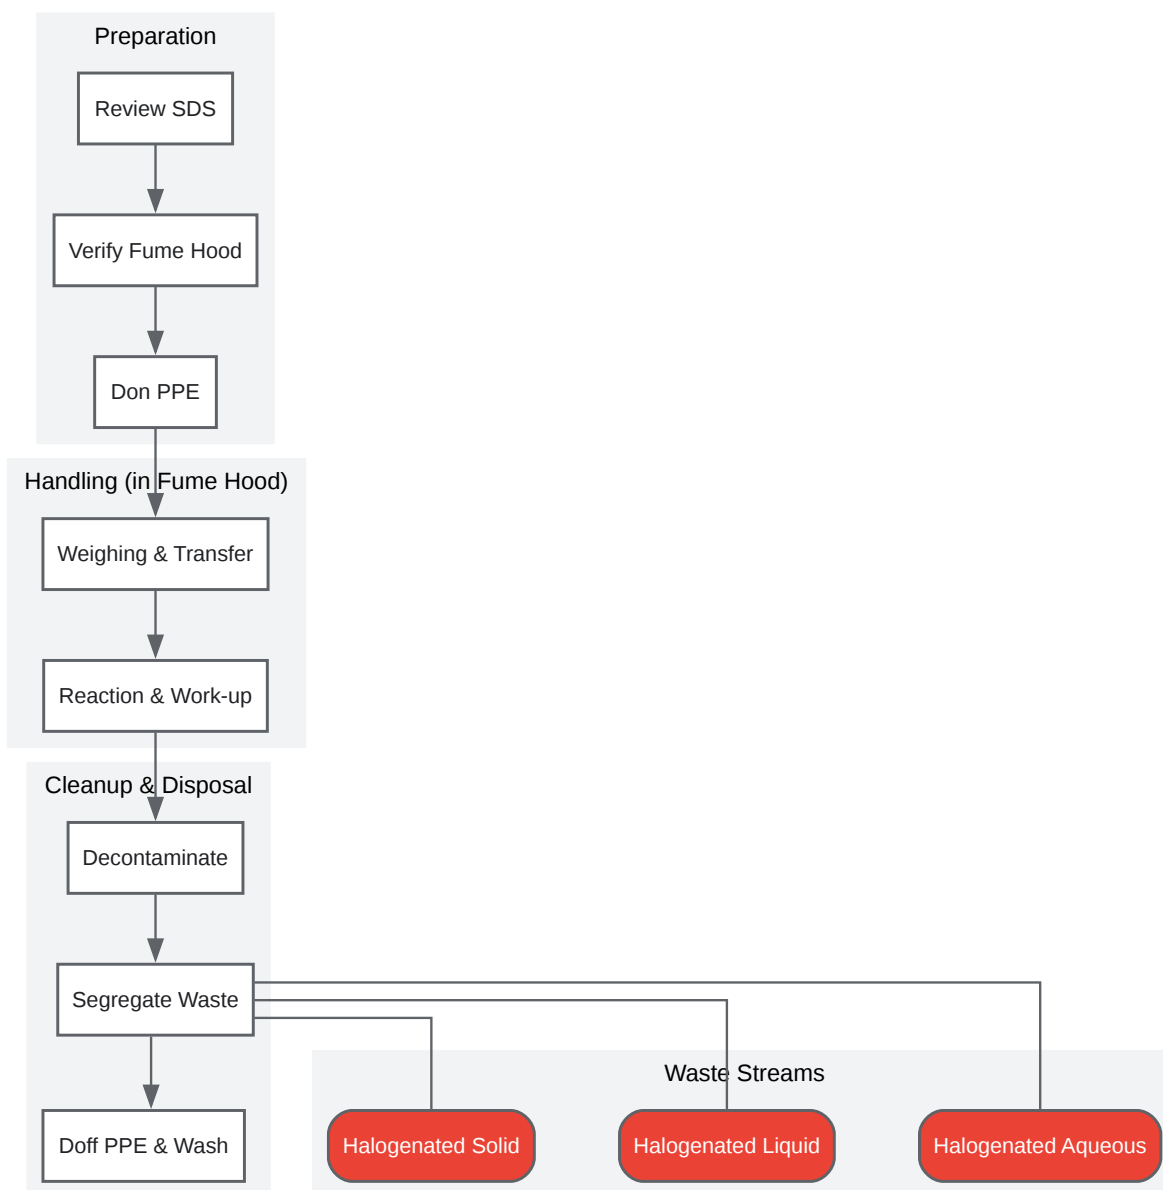 Preparation
Review SDS
Verify Fume Hood
Don PPE
Handling (in Fume Hood)
Weighing & Transfer
Reaction & Work-up
Cleanup & Disposal
Decontaminate
Segregate Waste
Waste Streams
Doff PPE & Wash
Halogenated Solid
Halogenated Liquid
Halogenated Aqueous